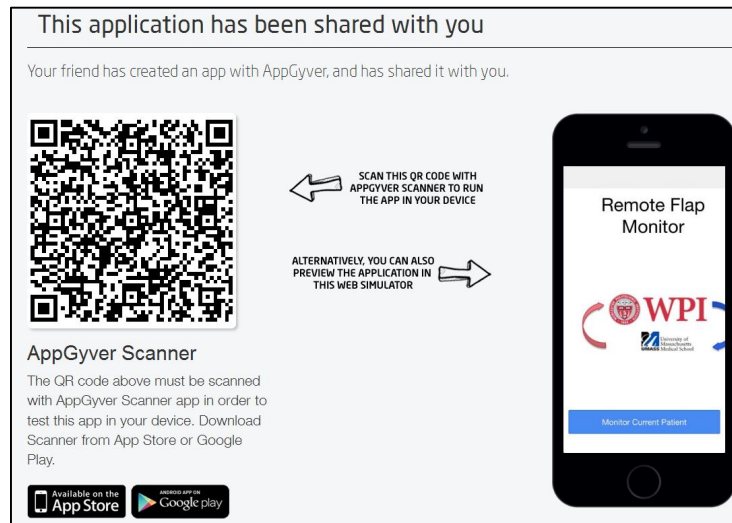 This application has been shared with you
Your friend has created an app with AppGyver, and has shared it with you.
SCAN THIS QR CODE WITH
APPGYVER SCANNER TO RUN
THE APP IN YOUR DEVICE
ALTERNATIVELY, YOU CAN ALSO
PREVIEW THE APPLICATION IN
THIS WEB SIMULATOR
AppGyver Scanner
The QR code above must be scanned
with AppGyver Scanner app in order to
test this app in your device. Download
Scanner from App Store or Google
Play.
Available on the
App Store
ANDROID APP ON
Google play
Remote Flap
Monitor
WPI
University of
Massachusetts
UMASS Medical School
Monitor Current Patient